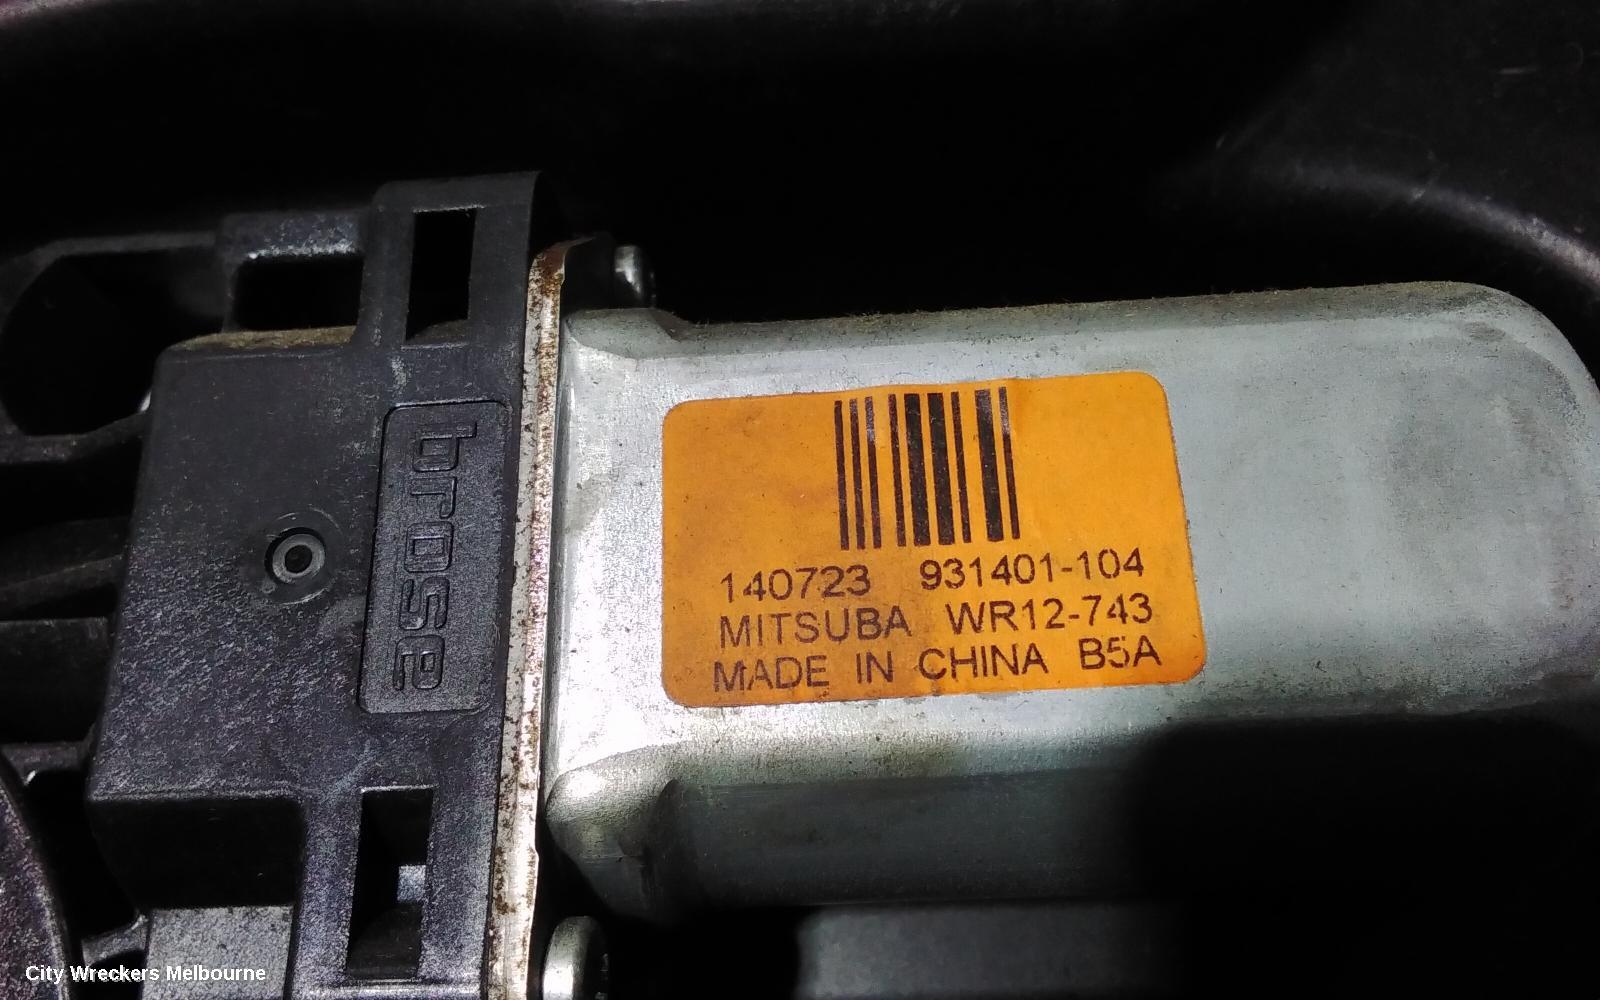 brose
140723 931401-104
MITSUBA WR12-743
MADE IN CHINA B5A
City Wreckers Melbourne